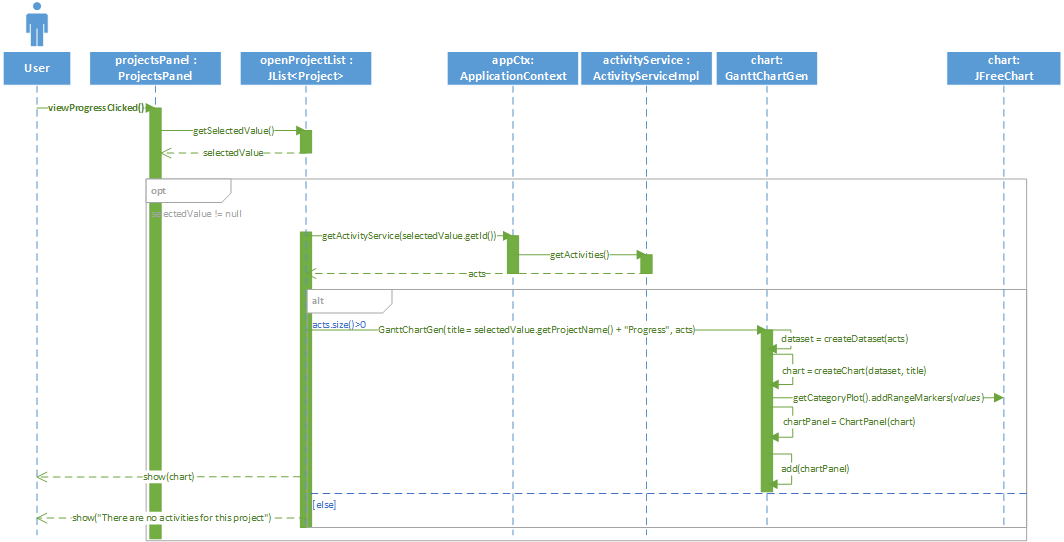 User
projectsPanel :
ProjectsPanel
openProjectList :
JList<Project>
appCtx:
ApplicationContext
activityService :
ActivityServiceImpl
chart:
GanttChartGen
chart:
JFreeChart
viewProgressClicked()
getSelectedValue()
selectedValue
opt
selectedValue != null
getActivityService(selectedValue.getId())
getActivities()
acts
alt
acts.size()>0
GanttChartGen(title = selectedValue.getProjectName() + "Progress", acts)
dataset = createDataset(acts)
chart = createChart(dataset, title)
getCategoryPlot().addRangeMarkers(values)
chartPanel = ChartPanel(chart)
add(chartPanel)
show(chart)
[else]
show("There are no activities for this project")